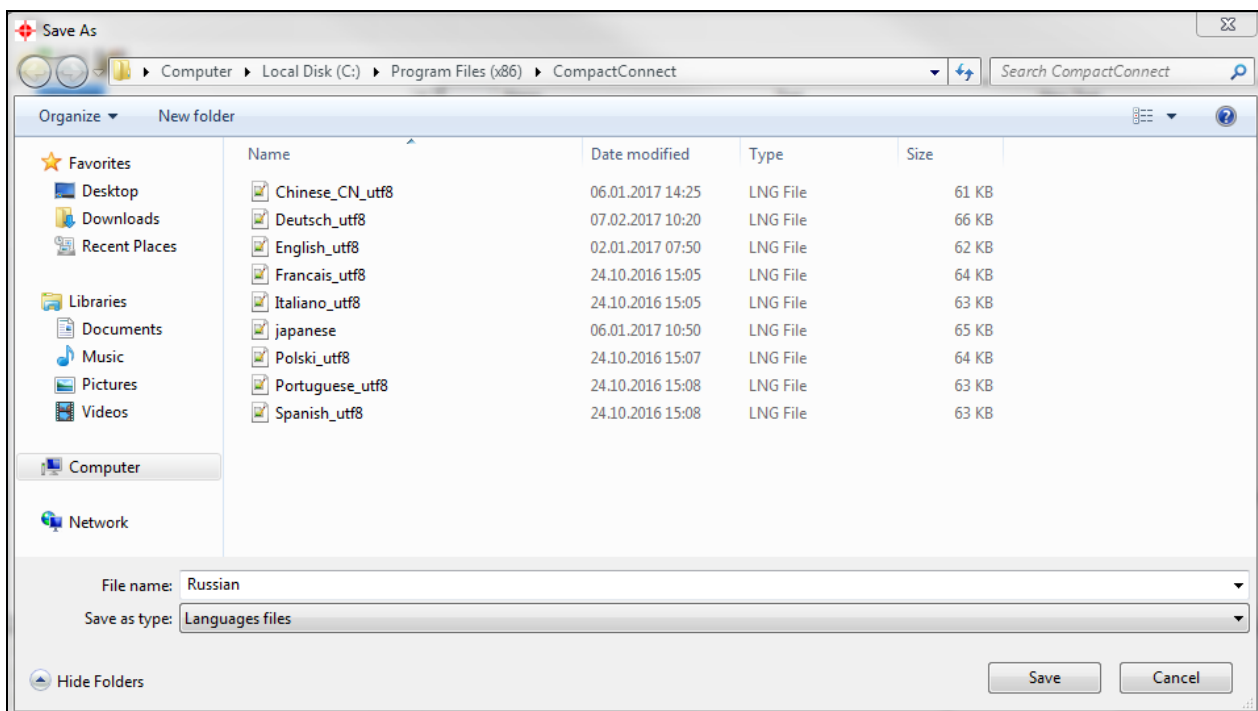 Save As
Computer Local Disk (C:) Program Files (x86) CompactConnect Search CompactConnect
Organize New folder
Name Date modified Type Size
Favorites
Desktop
Downloads
Recent Places
Libraries
Documents
Music
Pictures
Videos
Computer
Network
Chinese_CN_utf8 06.01.2017 14:25 LNG File 61 KB
Deutsch_utf8 07.02.2017 10:20 LNG File 66 KB
English_utf8 02.01.2017 07:50 LNG File 62 KB
Francais_utf8 24.10.2016 15:05 LNG File 64 KB
Italiano_utf8 24.10.2016 15:05 LNG File 63 KB
japanese 06.01.2017 10:50 LNG File 65 KB
Polski_utf8 24.10.2016 15:07 LNG File 64 KB
Portuguese_utf8 24.10.2016 15:08 LNG File 63 KB
Spanish_utf8 24.10.2016 15:08 LNG File 63 KB
File name: Russian
Save as type: Languages files
Hide Folders Save Cancel